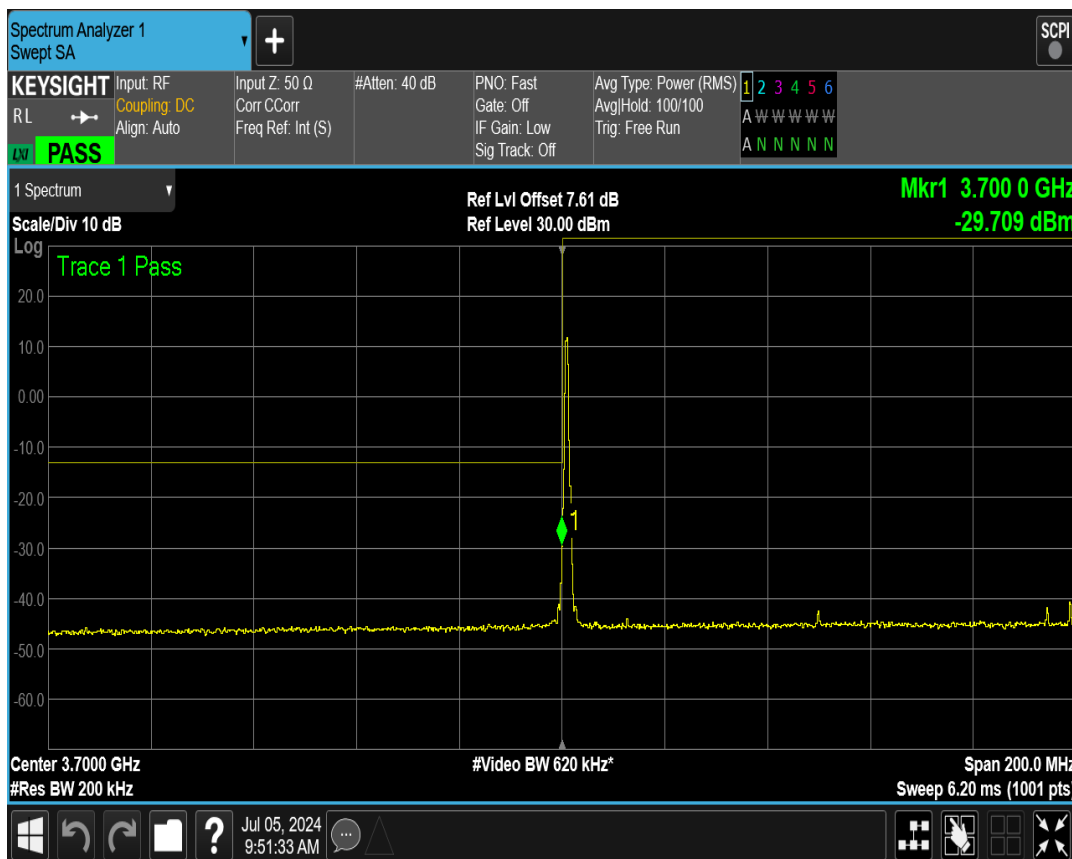 Spectrum Analyzer 1
Swept SA
+
SCPI
KEYSIGHT
RL
LXI PASS
Input: RF
Coupling: DC
Align: Auto
Input Z: 50 Ω
Corr CCorr
Freq Ref: Int (S)
#Atten: 40 dB
PNO: Fast
Gate: Off
IF Gain: Low
Sig Track: Off
Avg Type: Power (RMS)
Avg|Hold: 100/100
Trig: Free Run
1 2 3 4 5 6
A W W W W W
A N N N N N
1 Spectrum
Scale/Div 10 dB
Ref Lvl Offset 7.61 dB
Ref Level 30.00 dBm
Mkr1 3.700 0 GHz
-29.709 dBm
Log
Trace 1 Pass
20.0
10.0
0.00
-10.0
-20.0
1
-30.0
-40.0
-50.0
-60.0
Center 3.7000 GHz
#Res BW 200 kHz
#Video BW 620 kHz*
Span 200.0 MHz
Sweep 6.20 ms (1001 pts)
?
Jul 05, 2024
9:51:33 AM